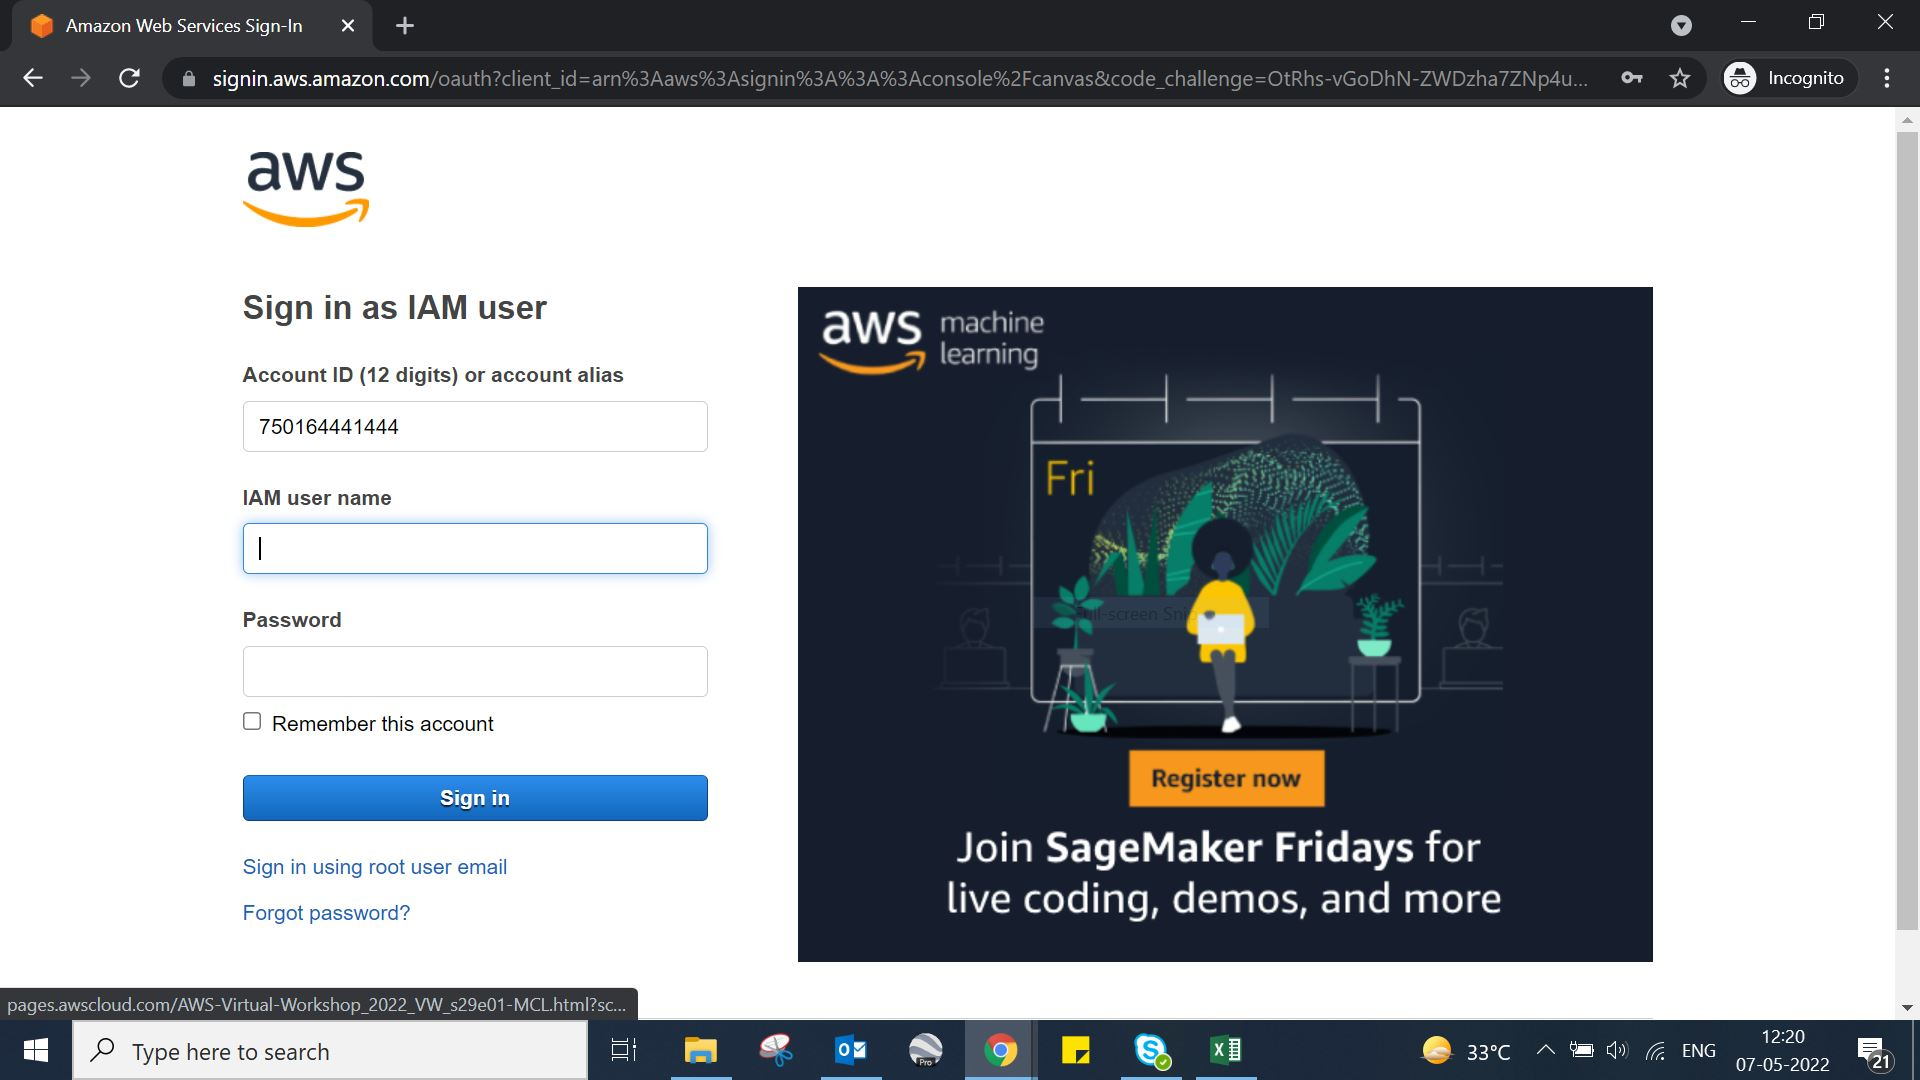 Amazon Web Services Sign-In
signin.aws.amazon.com/oauth?client_id=arn%3Aaws%3Asignin%3A%3A%3Aconsole%2Fcanvas&code_challenge=OtRhs-vGoDhN-ZWDzha7ZNp4u...
Incognito
aws
Sign in as IAM user
Account ID (12 digits) or account alias
750164441444
IAM user name
Password
Remember this account
Sign in
Sign in using root user email
Forgot password?
aws machine
learning
Fri
Full-screen Snip
Register now
Join SageMaker Fridays for
live coding, demos, and more
pages.awscloud.com/AWS-Virtual-Workshop_2022_VW_s29e01-MCL.html?sc...
Type here to search
Pro
33°C
ENG
12:20
07-05-2022
21